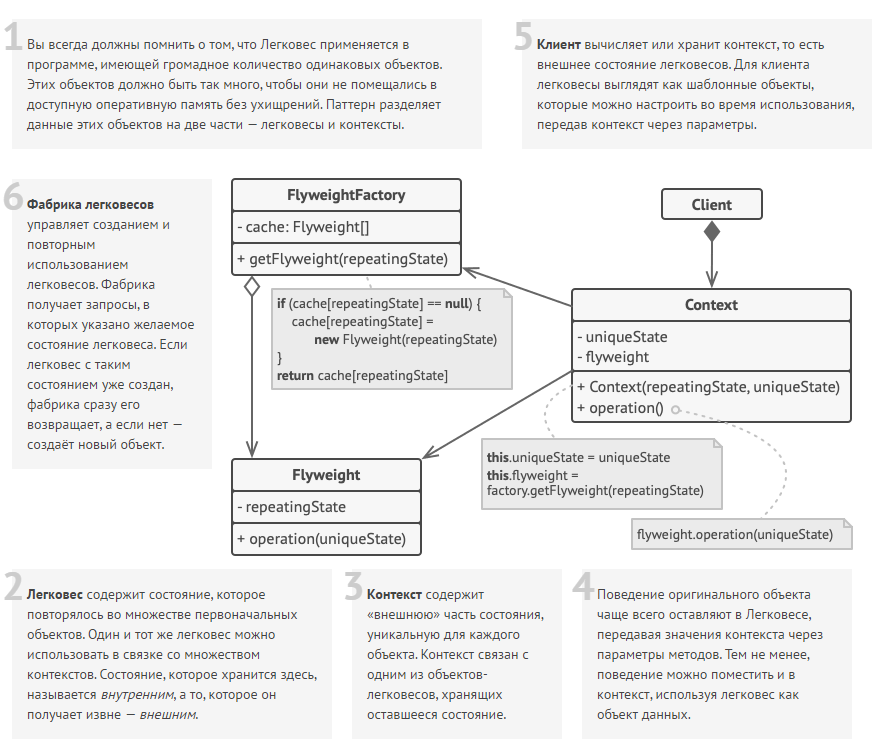 1
Вы всегда должны помнить о том, что Легковес применяется в
программе, имеющей громадное количество одинаковых объектов.
Этих объектов должно быть так много, чтобы они не помещались в
доступную оперативную память без ухищрений. Паттерн разделяет
данные этих объектов на две части — легковесы и контексты.
5
Клиент вычисляет или хранит контекст, то есть
внешнее состояние легковесов. Для клиента
легковесы выглядят как шаблонные объекты,
которые можно настроить во время использования,
передав контекст через параметры.
6
Фабрика легковесов
управляет созданием и
повторным
использованием
легковесов. Фабрика
получает запросы, в
которых указано желаемое
состояние легковеса. Если
легковес с таким
состоянием уже создан,
фабрика сразу его
возвращает, а если нет —
создаёт новый объект.
FlyweightFactory
- cache: Flyweight[]
+ getFlyweight(repeatingState)
if (cache[repeatingState] == null) {
cache[repeatingState] =
new Flyweight(repeatingState)
}
return cache[repeatingState]
Client
Context
- uniqueState
- flyweight
+ Context(repeatingState, uniqueState)
+ operation()
this.uniqueState = uniqueState
this.flyweight =
factory.getFlyweight(repeatingState)
flyweight.operation(uniqueState)
Flyweight
- repeatingState
+ operation(uniqueState)
2
Легковес содержит состояние, которое
повторялось во множестве первоначальных
объектов. Один и тот же легковес можно
использовать в связке со множеством
контекстов. Состояние, которое хранится здесь,
называется внутренним, а то, которое он
получает извне — внешним.
3
Контекст содержит
«внешнюю» часть состояния,
уникальную для каждого
объекта. Контекст связан с
одним из объектов-
легковесов, хранящих
оставшееся состояние.
4
Поведение оригинального объекта
чаще всего оставляют в Легковесе,
передавая значения контекста через
параметры методов. Тем не менее,
поведение можно поместить и в
контекст, используя легковес как
объект данных.